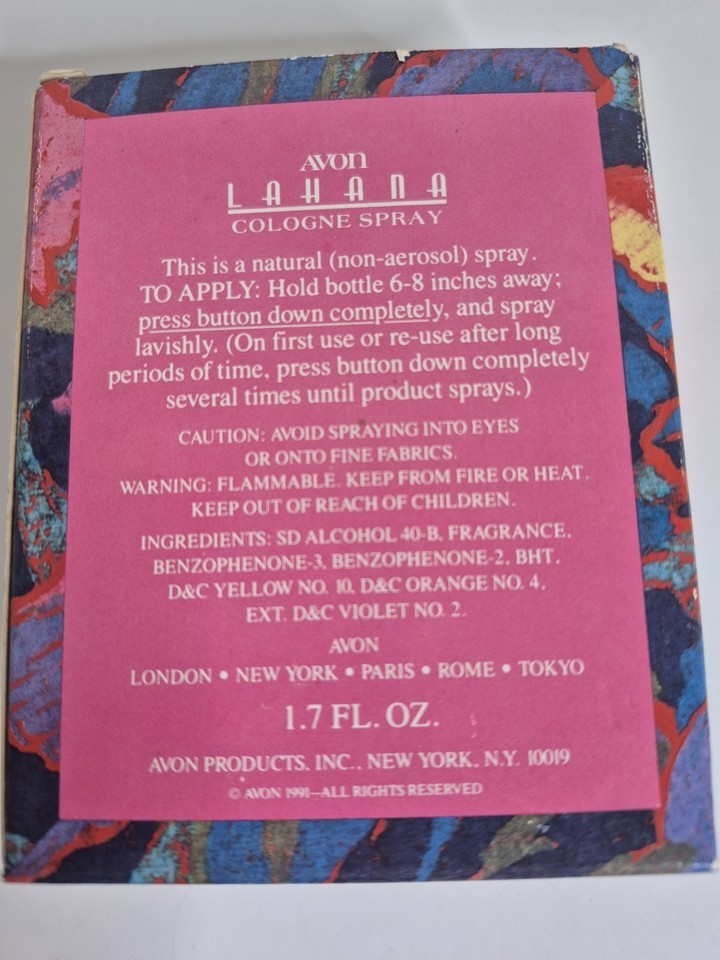 AVON
LAHANA
COLOGNE SPRAY
This is a natural (non-aerosol) spray.
TO APPLY: Hold bottle 6-8 inches away;
press button down completely, and spray
lavishly. (On first use or re-use after long
periods of time, press button down completely
several times until product sprays.)
CAUTION: AVOID SPRAYING INTO EYES
OR ONTO FINE FABRICS.
WARNING: FLAMMABLE. KEEP FROM FIRE OR HEAT.
KEEP OUT OF REACH OF CHILDREN.
INGREDIENTS: SD ALCOHOL 40-B, FRAGRANCE,
BENZOPHENONE-3, BENZOPHENONE-2, BHT,
D&C YELLOW NO. 10, D&C ORANGE NO. 4,
EXT. D&C VIOLET NO. 2.
AVON
LONDON • NEW YORK • PARIS • ROME • TOKYO
1.7 FL. OZ.
AVON PRODUCTS, INC., NEW YORK, N.Y. 10019
© AVON 1991—ALL RIGHTS RESERVED